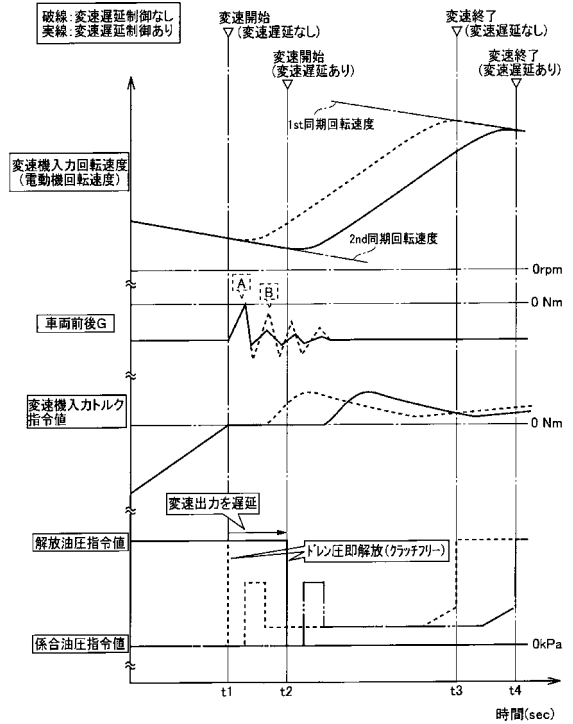 破線:変速遅延制御なし
実線:変速遅延制御あり
変速開始
(変速遅延なし)
変速開始
(変速遅延あり)
変速終了
(変速遅延なし)
変速終了
(変速遅延あり)
1st同期回転速度
変速機入力回転速度
(電動機回転速度)
2nd同期回転速度
0rpm
A
B
0 Nm
車両前後G
変速機入力トルク
指令値
0 Nm
変速出力を遅延
解放油圧指令値
ドレン圧即解放(クラッチフリー)
係合油圧指令値
0kPa
t1
t2
t3
t4
時間(sec)